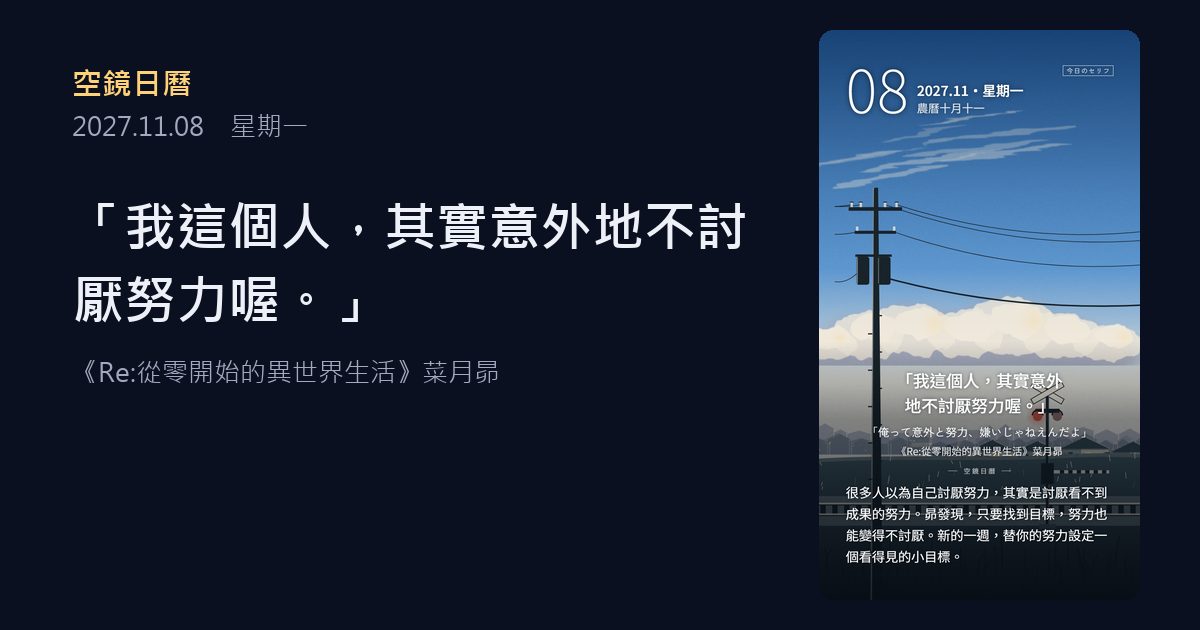 空鏡日曆
2027.11.08 星期一
「我這個人，其實意外地不討
厭努力喔。」
《Re:從零開始的異世界生活》菜月昴
今日のセリフ
08
2027.11・星期一
農曆十月十一
「我這個人，其實意外
地不討厭努力喔。」
「俺って意外と努力、嫌いじゃねえんだよ」
《Re:從零開始的異世界生活》菜月昴
— 空鏡日曆 —
很多人以為自己討厭努力，其實是討厭看不到
成果的努力。昴發現，只要找到目標，努力也
能變得不討厭。新的一週，替你的努力設定一
個看得見的小目標。